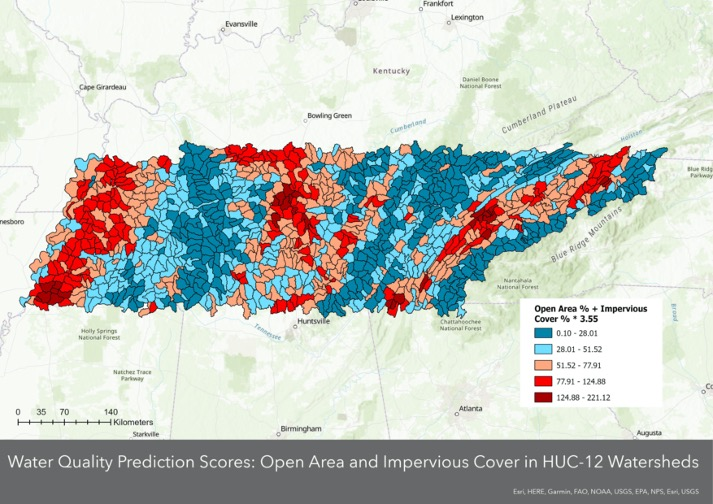 Frankfort
Evansville
Lexington
Kentucky
Daniel Boone
National Forest
Cape Girardeau
Cumberland Plateau
Bowling Green
Cumberland
Holston
Blue Ridge
Parkway
nesboro
Blue Ridge Mountains
Nantahala
National Forest
Huntsville
Chattahoochee
National Forest
Tennessee
Holly Springs
National Forest
Natchez Trace
Parkway
Open Area % + Impervious
Cover % * 3.55
0.10 - 28.01
28.01 - 51.52
51.52 - 77.91
77.91 - 124.88
124.88 - 221.12
0 35 70 140
Kilometers
Starkville
Birmingham
Atlanta
Augusta
Water Quality Prediction Scores: Open Area and Impervious Cover in HUC-12 Watersheds
Esri, HERE, Garmin, FAO, NOAA, USGS, EPA, NPS, Esri, USGS